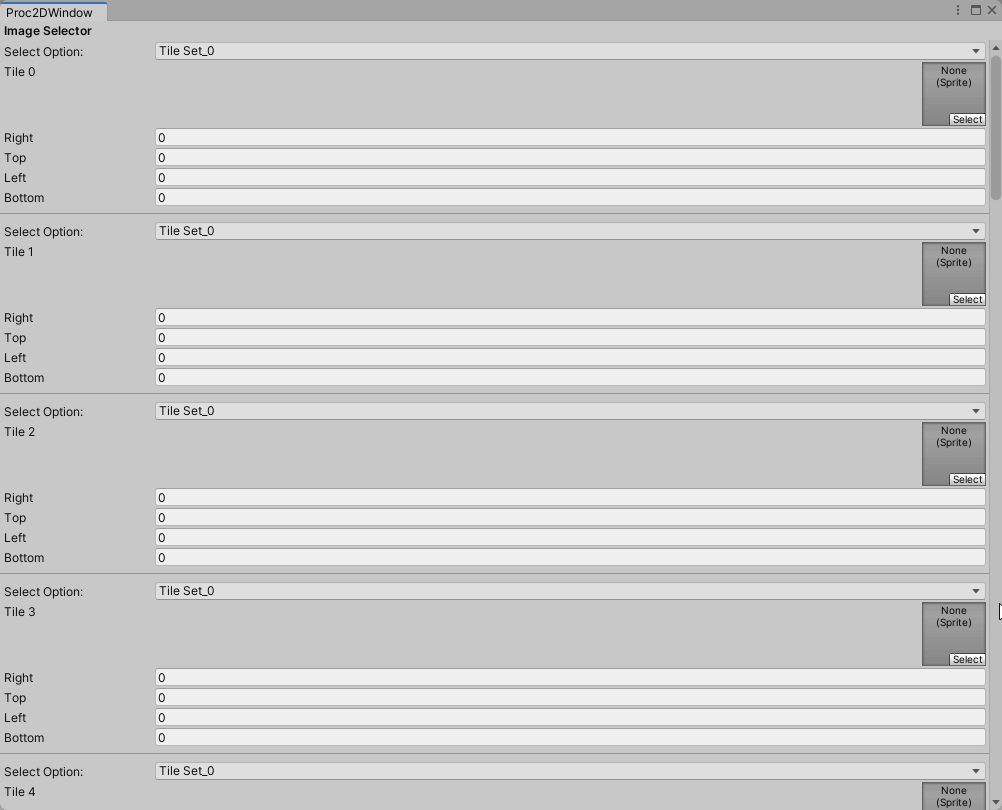 Proc2DWindow
Image Selector
Select Option: Tile Set_0
Tile 0 None
(Sprite)
Select
Right 0
Top 0
Left 0
Bottom 0
Select Option: Tile Set_0
Tile 1 None
(Sprite)
Select
Right 0
Top 0
Left 0
Bottom 0
Select Option: Tile Set_0
Tile 2 None
(Sprite)
Select
Right 0
Top 0
Left 0
Bottom 0
Select Option: Tile Set_0
Tile 3 None
(Sprite)
Select
Right 0
Top 0
Left 0
Bottom 0
Select Option: Tile Set_0
Tile 4 None
(Sprite)